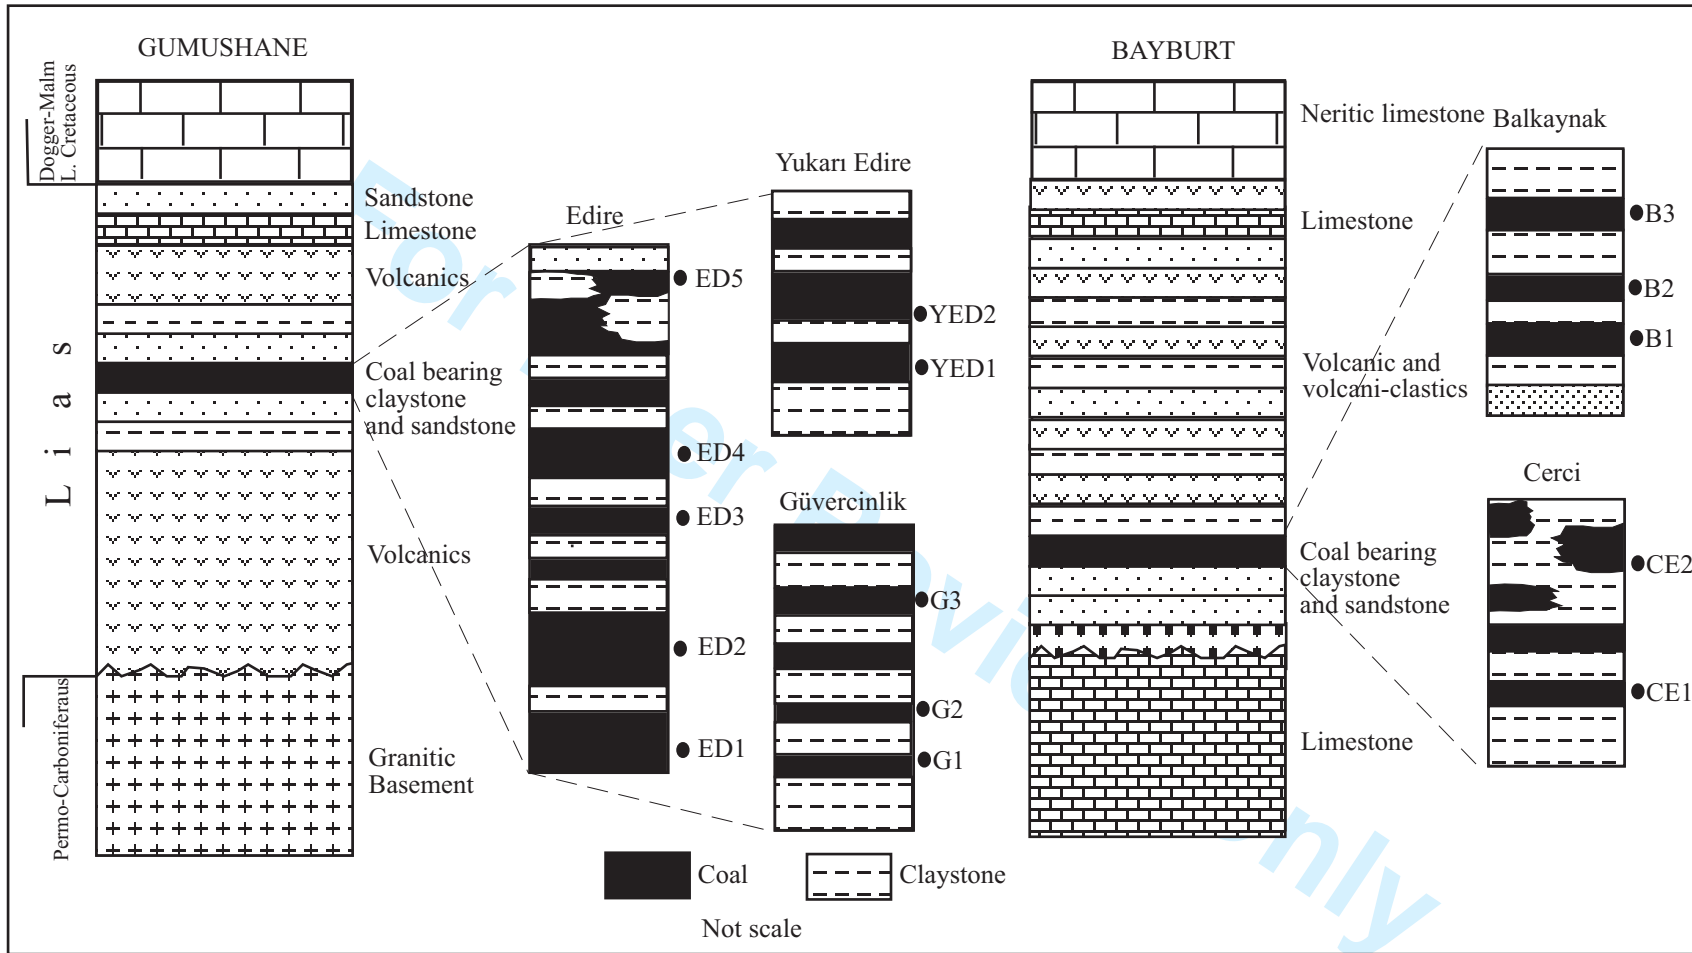 GUMUSHANE
BAYBURT
Dogger-Malm
L. Cretaceous
Lias
Permo-Carboniferaus
Sandstone
Limestone
Volcanics
Coal bearing
claystone
and sandstone
Volcanics
Granitic
Basement
Edire
ED5
ED4
ED3
ED2
ED1
Yukarı Edire
YED2
YED1
Güvercinlik
G3
G2
G1
Neritic limestone
Limestone
Volcanic and
volcani-clastics
Coal bearing
claystone
and sandstone
Limestone
Balkaynak
B3
B2
B1
Cerci
CE2
CE1
Coal
Claystone
Not scale
For Peer Review Only